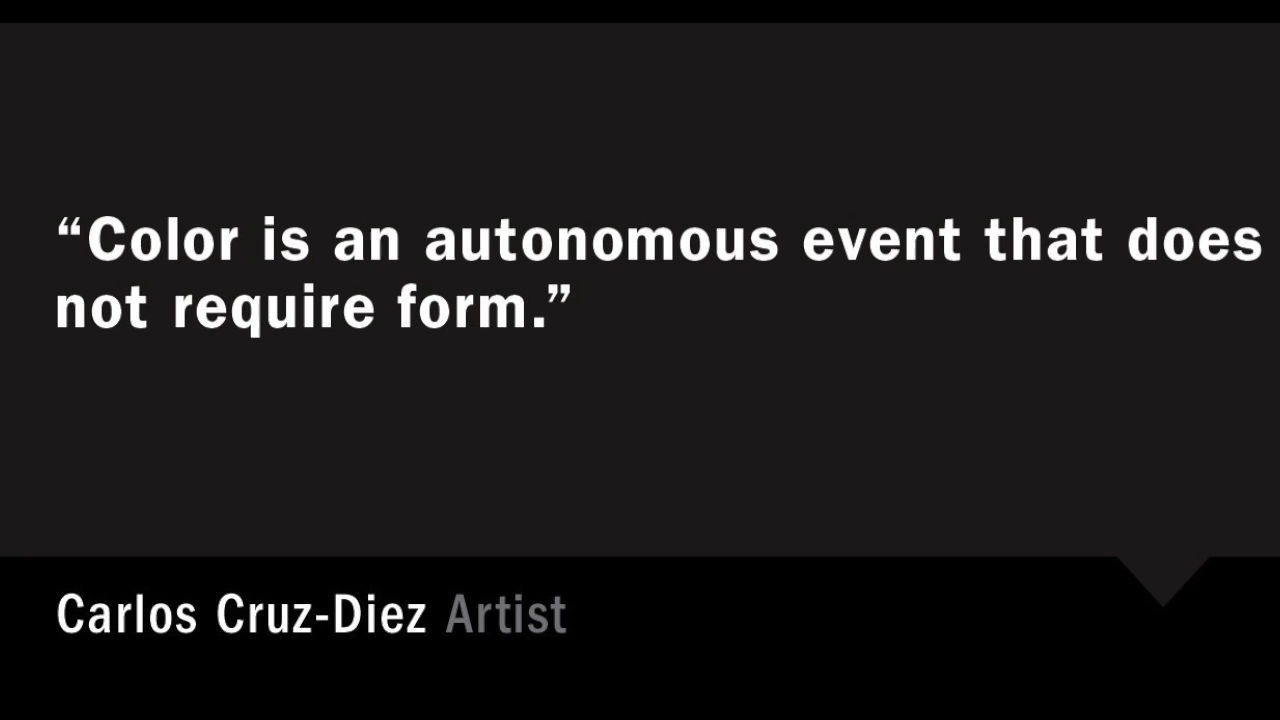 “Color is an autonomous event that does
not require form.”
Carlos Cruz-Diez Artist